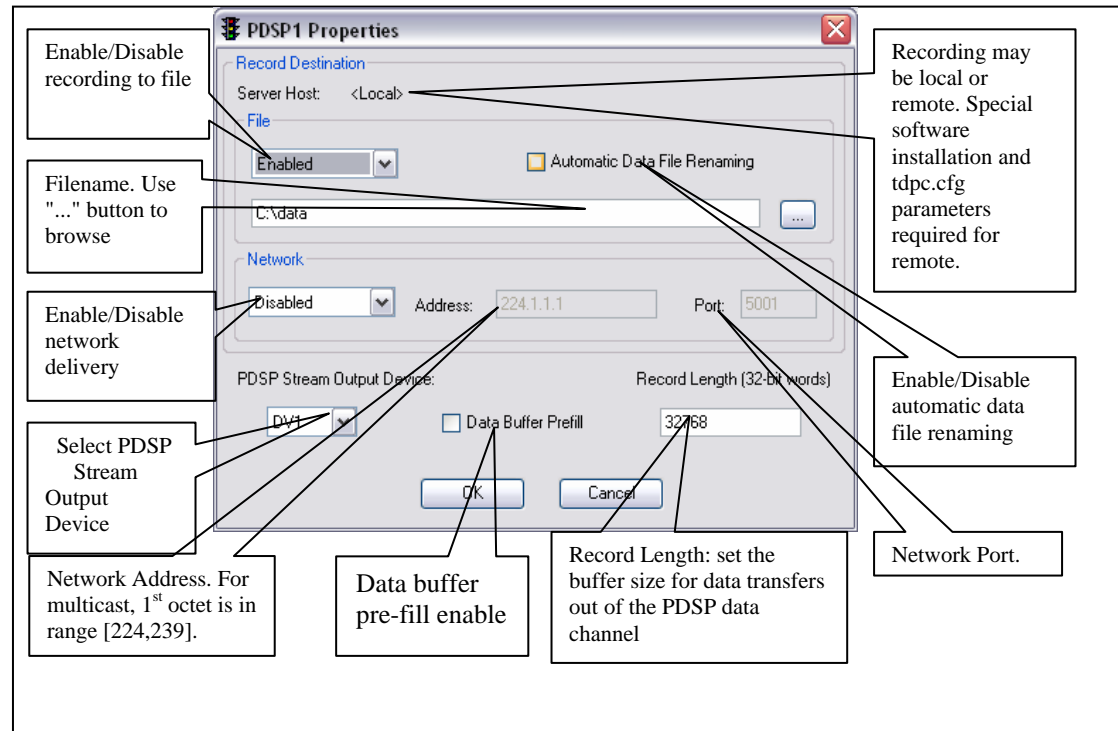 PDSP1 Properties
Enable/Disable
recording to file
Record Destination
Server Host: <Local>
File
Enabled
Automatic Data File Renaming
Recording may
be local or
remote. Special
software
installation and
tdpc.cfg
parameters
required for
remote.
Filename. Use
"..." button to
browse
C:\data
...
Network
Disabled
Address: 224.1.1.1
Port: 5001
Enable/Disable
network
delivery
PDSP Stream Output Device:
Record Length (32-bit words)
Enable/Disable
automatic data
file renaming
DV1
Data Buffer Prefill
32768
Select PDSP
Stream
Output
Device
OK
Cancel
Network Address. For
multicast, 1st octet is in
range [224,239].
Data buffer
pre-fill enable
Record Length: set the
buffer size for data transfers
out of the PDSP data
channel
Network Port.